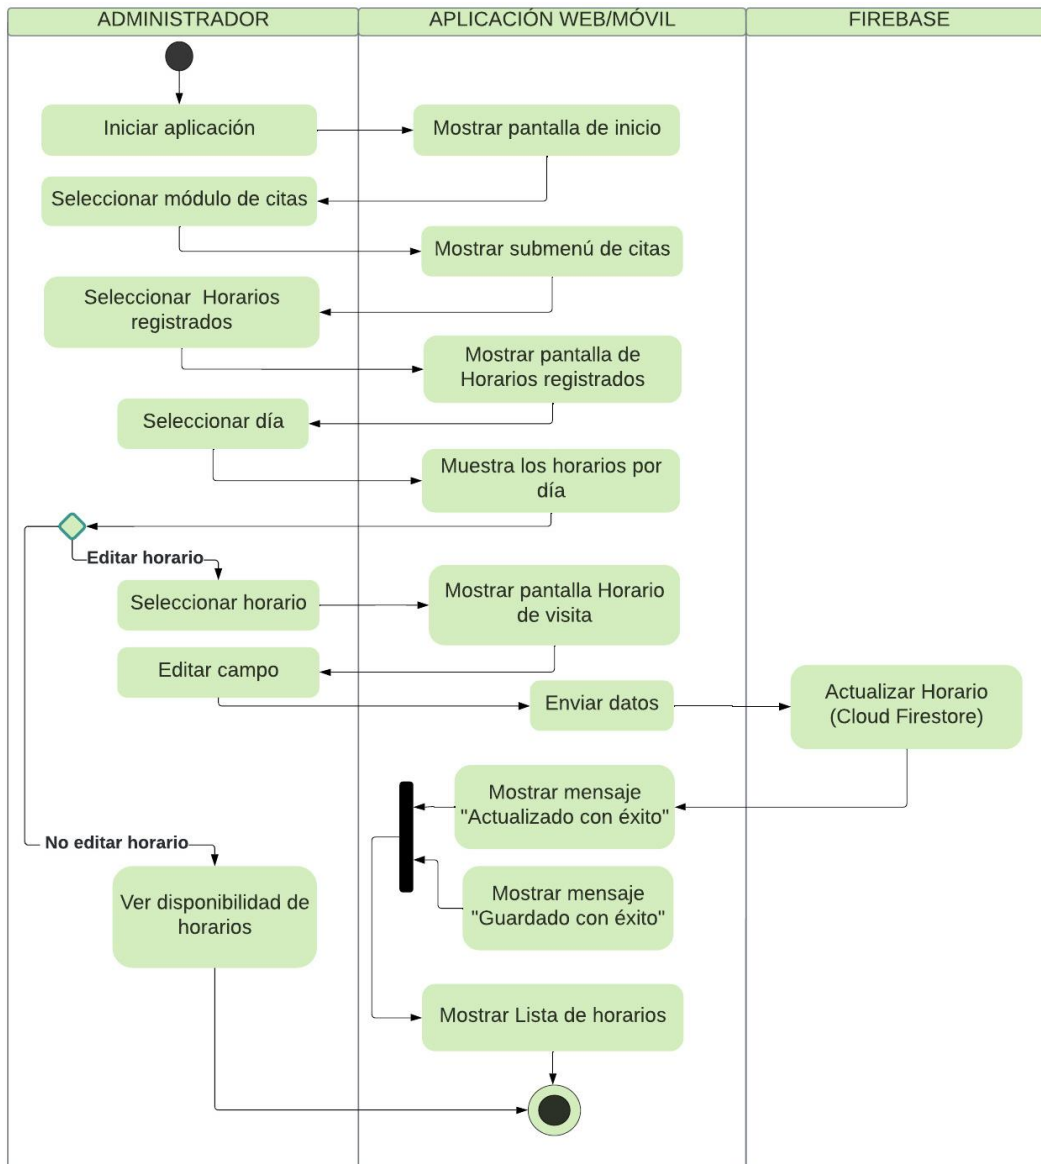 ADMINISTRADOR
APLICACIÓN WEB/MÓVIL
FIREBASE
Iniciar aplicación
Mostrar pantalla de inicio
Seleccionar módulo de citas
Mostrar submenú de citas
Seleccionar Horarios
registrados
Mostrar pantalla de
Horarios registrados
Seleccionar día
Muestra los horarios por
día
Editar horario
Seleccionar horario
Mostrar pantalla Horario
de visita
Editar campo
Enviar datos
Actualizar Horario
(Cloud Firestore)
Mostrar mensaje
"Actualizado con éxito"
No editar horario
Ver disponibilidad de
horarios
Mostrar mensaje
"Guardado con éxito"
Mostrar Lista de horarios